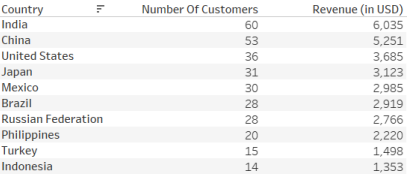 Country Number Of Customers Revenue (in USD)
India 60 6,035
China 53 5,251
United States 36 3,685
Japan 31 3,123
Mexico 30 2,985
Brazil 28 2,919
Russian Federation 28 2,766
Philippines 20 2,220
Turkey 15 1,498
Indonesia 14 1,353